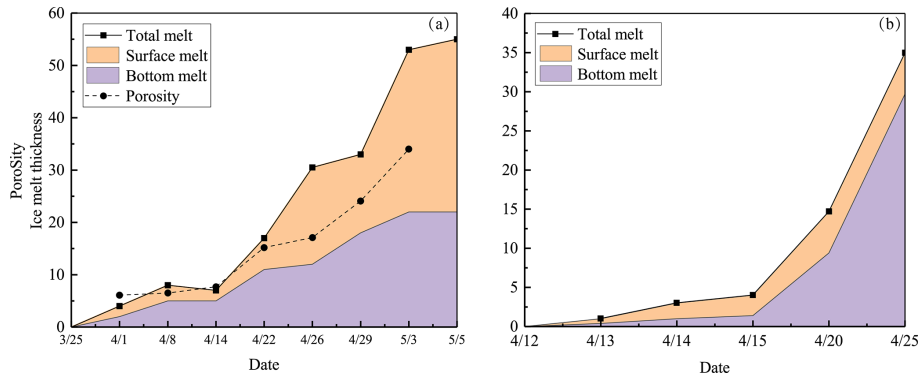 (a)
Total melt
Surface melt
Bottom melt
Porosity
60
50
40
30
20
10
0
PoroSity
Ice melt thickness
3/25 4/1 4/8 4/14 4/22 4/26 4/29 5/3 5/5
Date
(b)
Total melt
Surface melt
Bottom melt
40
35
30
25
20
15
10
5
0
4/12 4/13 4/14 4/15 4/20 4/25
Date